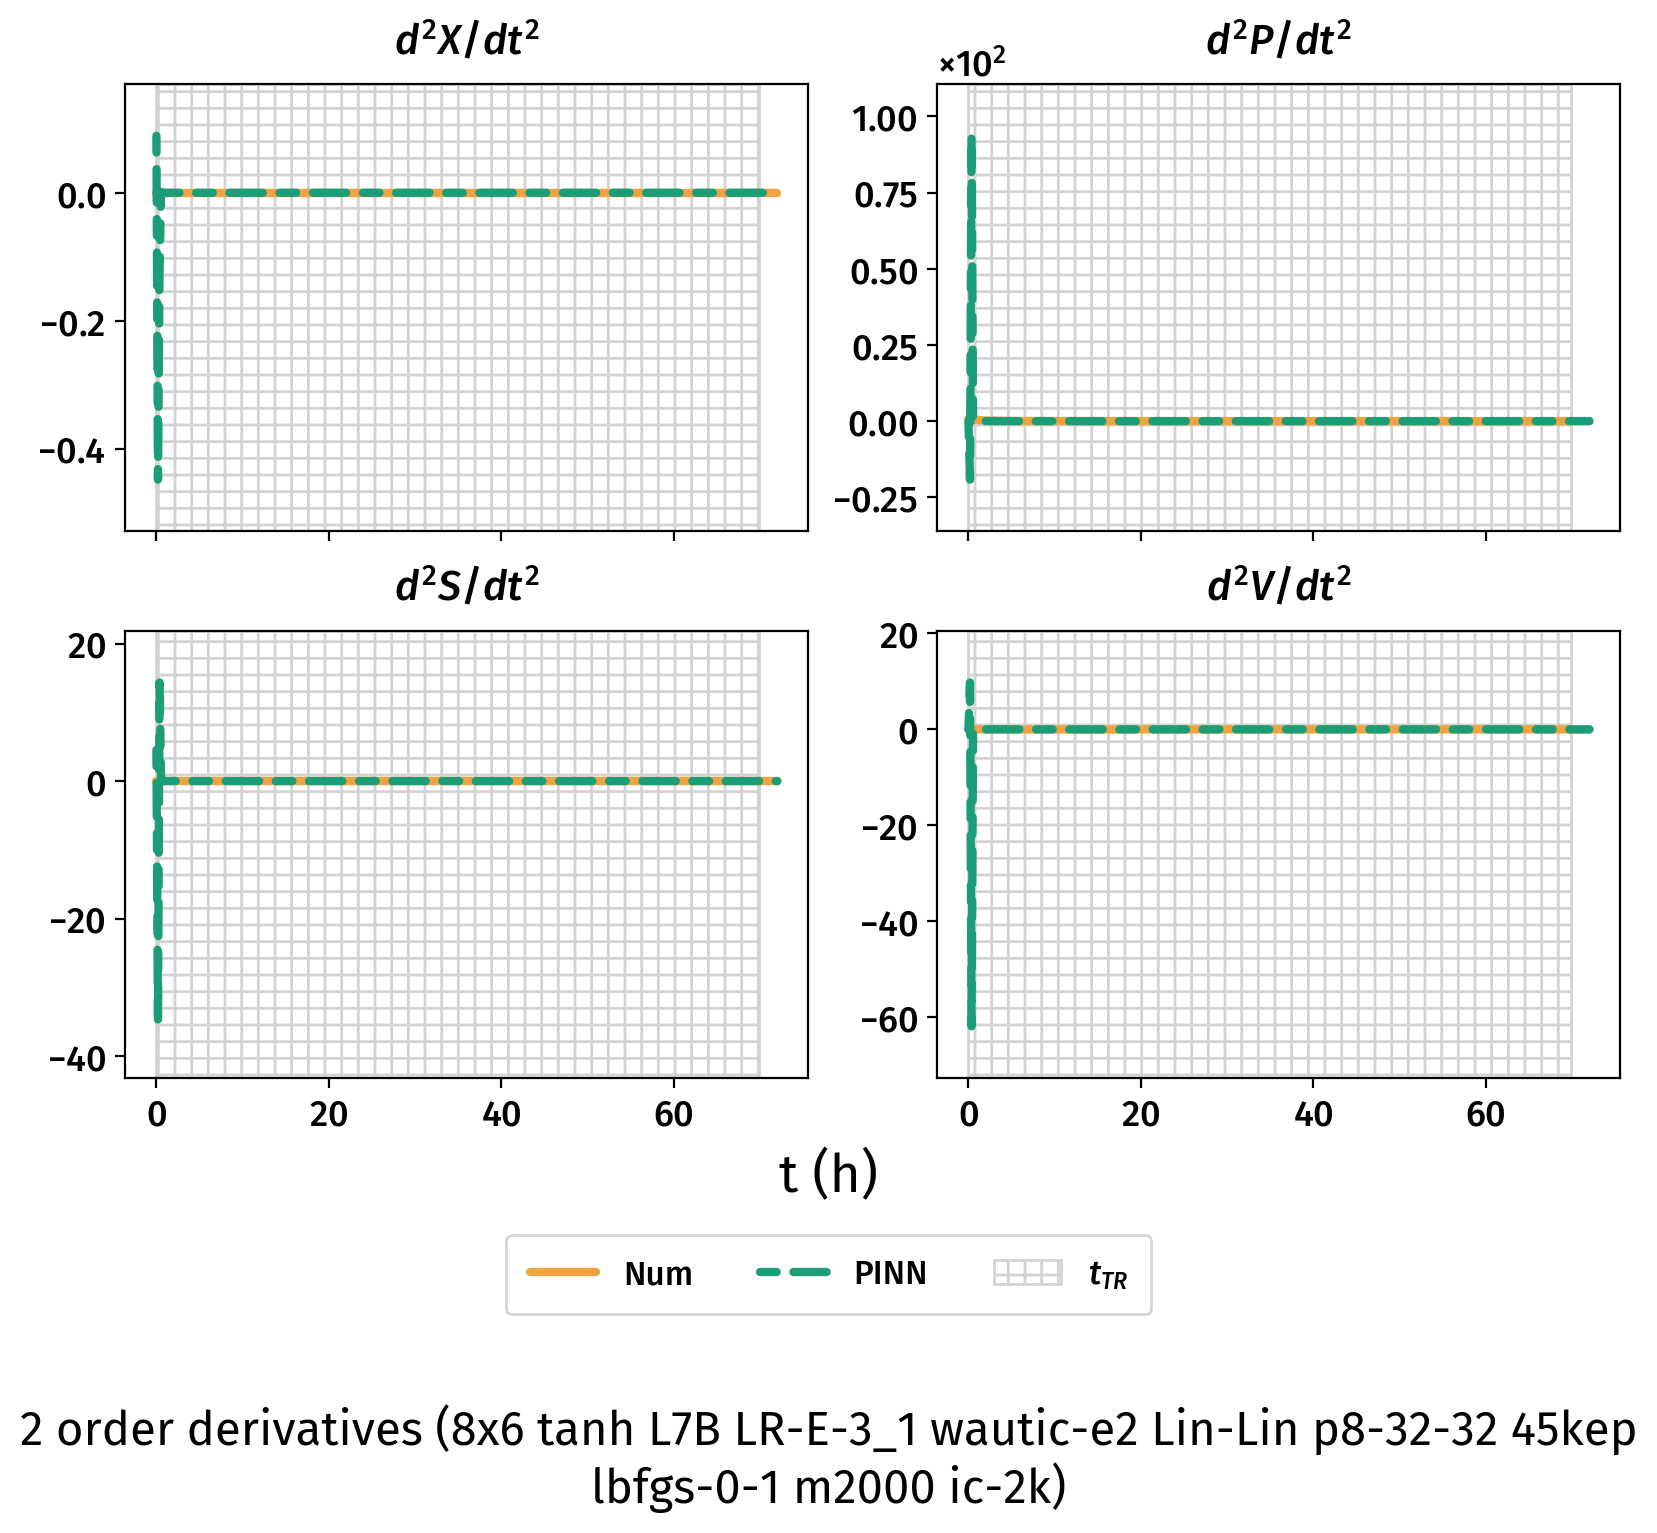 d²X/dt²
d²P/dt²
×10²
0.0
−0.2
−0.4
1.00
0.75
0.50
0.25
0.00
−0.25
d²S/dt²
d²V/dt²
20
0
−20
−40
20
0
−20
−40
−60
0 20 40 60
0 20 40 60
t (h)
Num PINN t_TR
2 order derivatives (8x6 tanh L7B LR-E-3_1 wautic-e2 Lin-Lin p8-32-32 45kep
lbfgs-0-1 m2000 ic-2k)